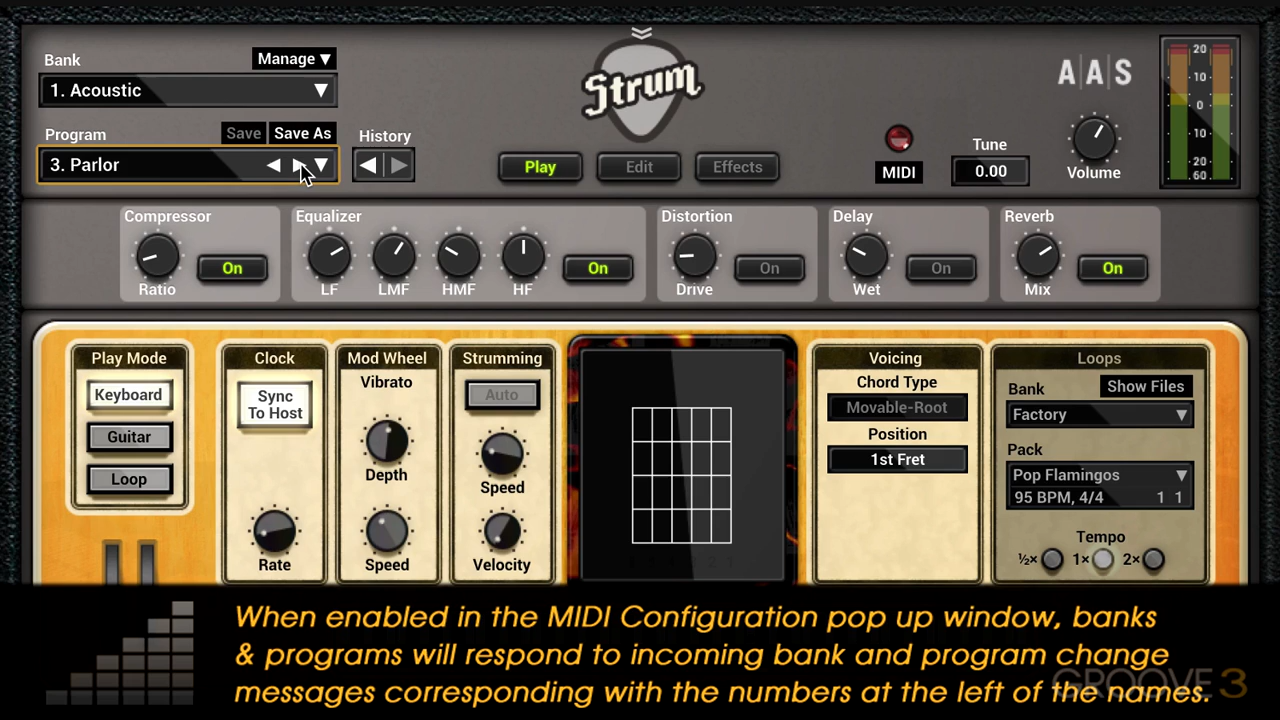 Bank
Manage ▼
1. Acoustic
Program
Save
Save As
3. Parlor
History
Strum
Play
Edit
Effects
MIDI
Tune
0.00
AAS
Volume
20
10
0
10
20
60
Compressor
Ratio
On
Equalizer
LF
LMF
HMF
HF
On
Distortion
Drive
On
Delay
Wet
On
Reverb
Mix
On
Play Mode
Keyboard
Guitar
Loop
Clock
Sync
To Host
Rate
Mod Wheel
Vibrato
Depth
Speed
Strumming
Auto
Speed
Velocity
Voicing
Chord Type
Movable-Root
Position
1st Fret
Loops
Bank
Show Files
Factory
Pack
Pop Flamingos
95 BPM, 4/4 1 1
Tempo
½× 1× 2×
When enabled in the MIDI Configuration pop up window, banks
& programs will respond to incoming bank and program change
messages corresponding with the numbers at the left of the names.
GROOVE 3